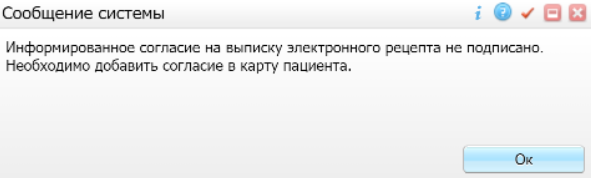 Сообщение системы
Информированное согласие на выписку электронного рецепта не подписано.
Необходимо добавить согласие в карту пациента.
Ок